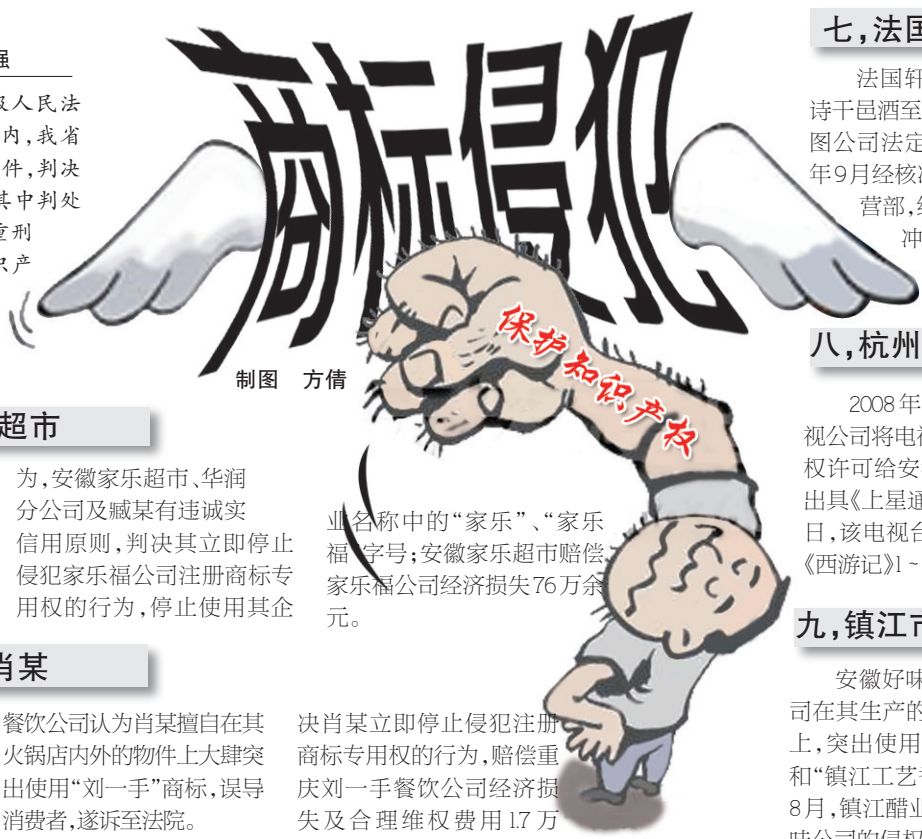 强
级人民法
内，我省
件，判决
其中判处
重刑
识产
商标侵犯
保护知识产权
制图 方倩
超市
为，安徽家乐超市、华润
分公司及臧某有违诚实
信用原则，判决其立即停止
侵犯家乐福公司注册商标专
用权的行为，停止使用其企
业名称中的“家乐”、“家乐
福”字号；安徽家乐超市赔偿
家乐福公司经济损失76万余
元。
肖某
餐饮公司认为肖某擅自在其
火锅店内外的物件上大肆突
出使用“刘一手”商标，误导
消费者，遂诉至法院。
决肖某立即停止侵犯注册
商标专用权的行为，赔偿重
庆刘一手餐饮公司经济损
失及合理维权费用1.7万
七，法国
法国轩
诗干邑酒至
图公司法定
年9月经核准
营部，经
冲
八，杭州
2008年
视公司将电视
权许可给安
出具《上星通
日，该电视台
《西游记》1～
九，镇江市
安徽好味
司在其生产的
上，突出使用
和“镇江工艺
8月，镇江醋业
味公司的侵权